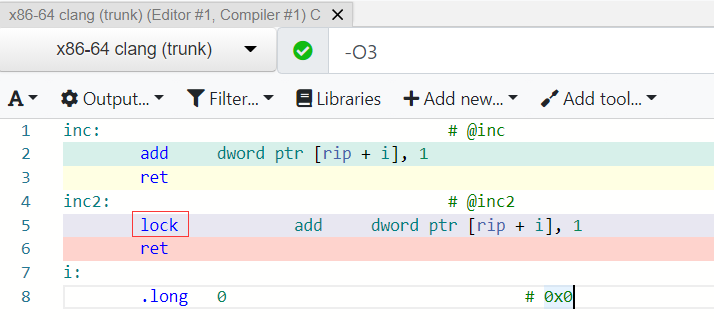 x86-64 clang (trunk) (Editor #1, Compiler #1) C X
x86-64 clang (trunk) -O3
A Output... Filter... Libraries + Add new... Add tool...
1 inc: # @inc
2 add dword ptr [rip + i], 1
3 ret
4 inc2: # @inc2
5 lock add dword ptr [rip + i], 1
6 ret
7 i:
8 .long 0 # 0x0